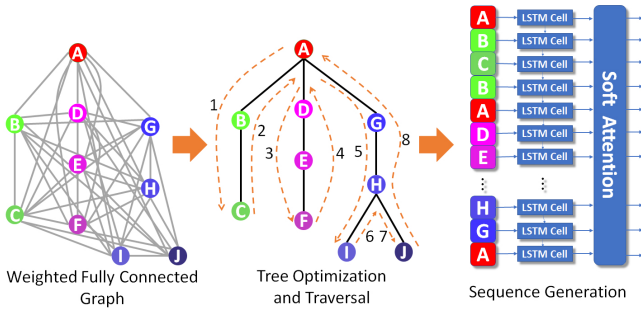 A
B
D
G
E
H
C
F
I
J
Weighted Fully Connected
Graph
A
1
B
2
D
G
3
4
5
8
E
H
C
F
6
7
I
J
Tree Optimization
and Traversal
A LSTM Cell
B LSTM Cell
C LSTM Cell
B LSTM Cell
A LSTM Cell
D LSTM Cell
E LSTM Cell
... ...
H LSTM Cell
G LSTM Cell
A LSTM Cell
Soft Attention
Sequence Generation